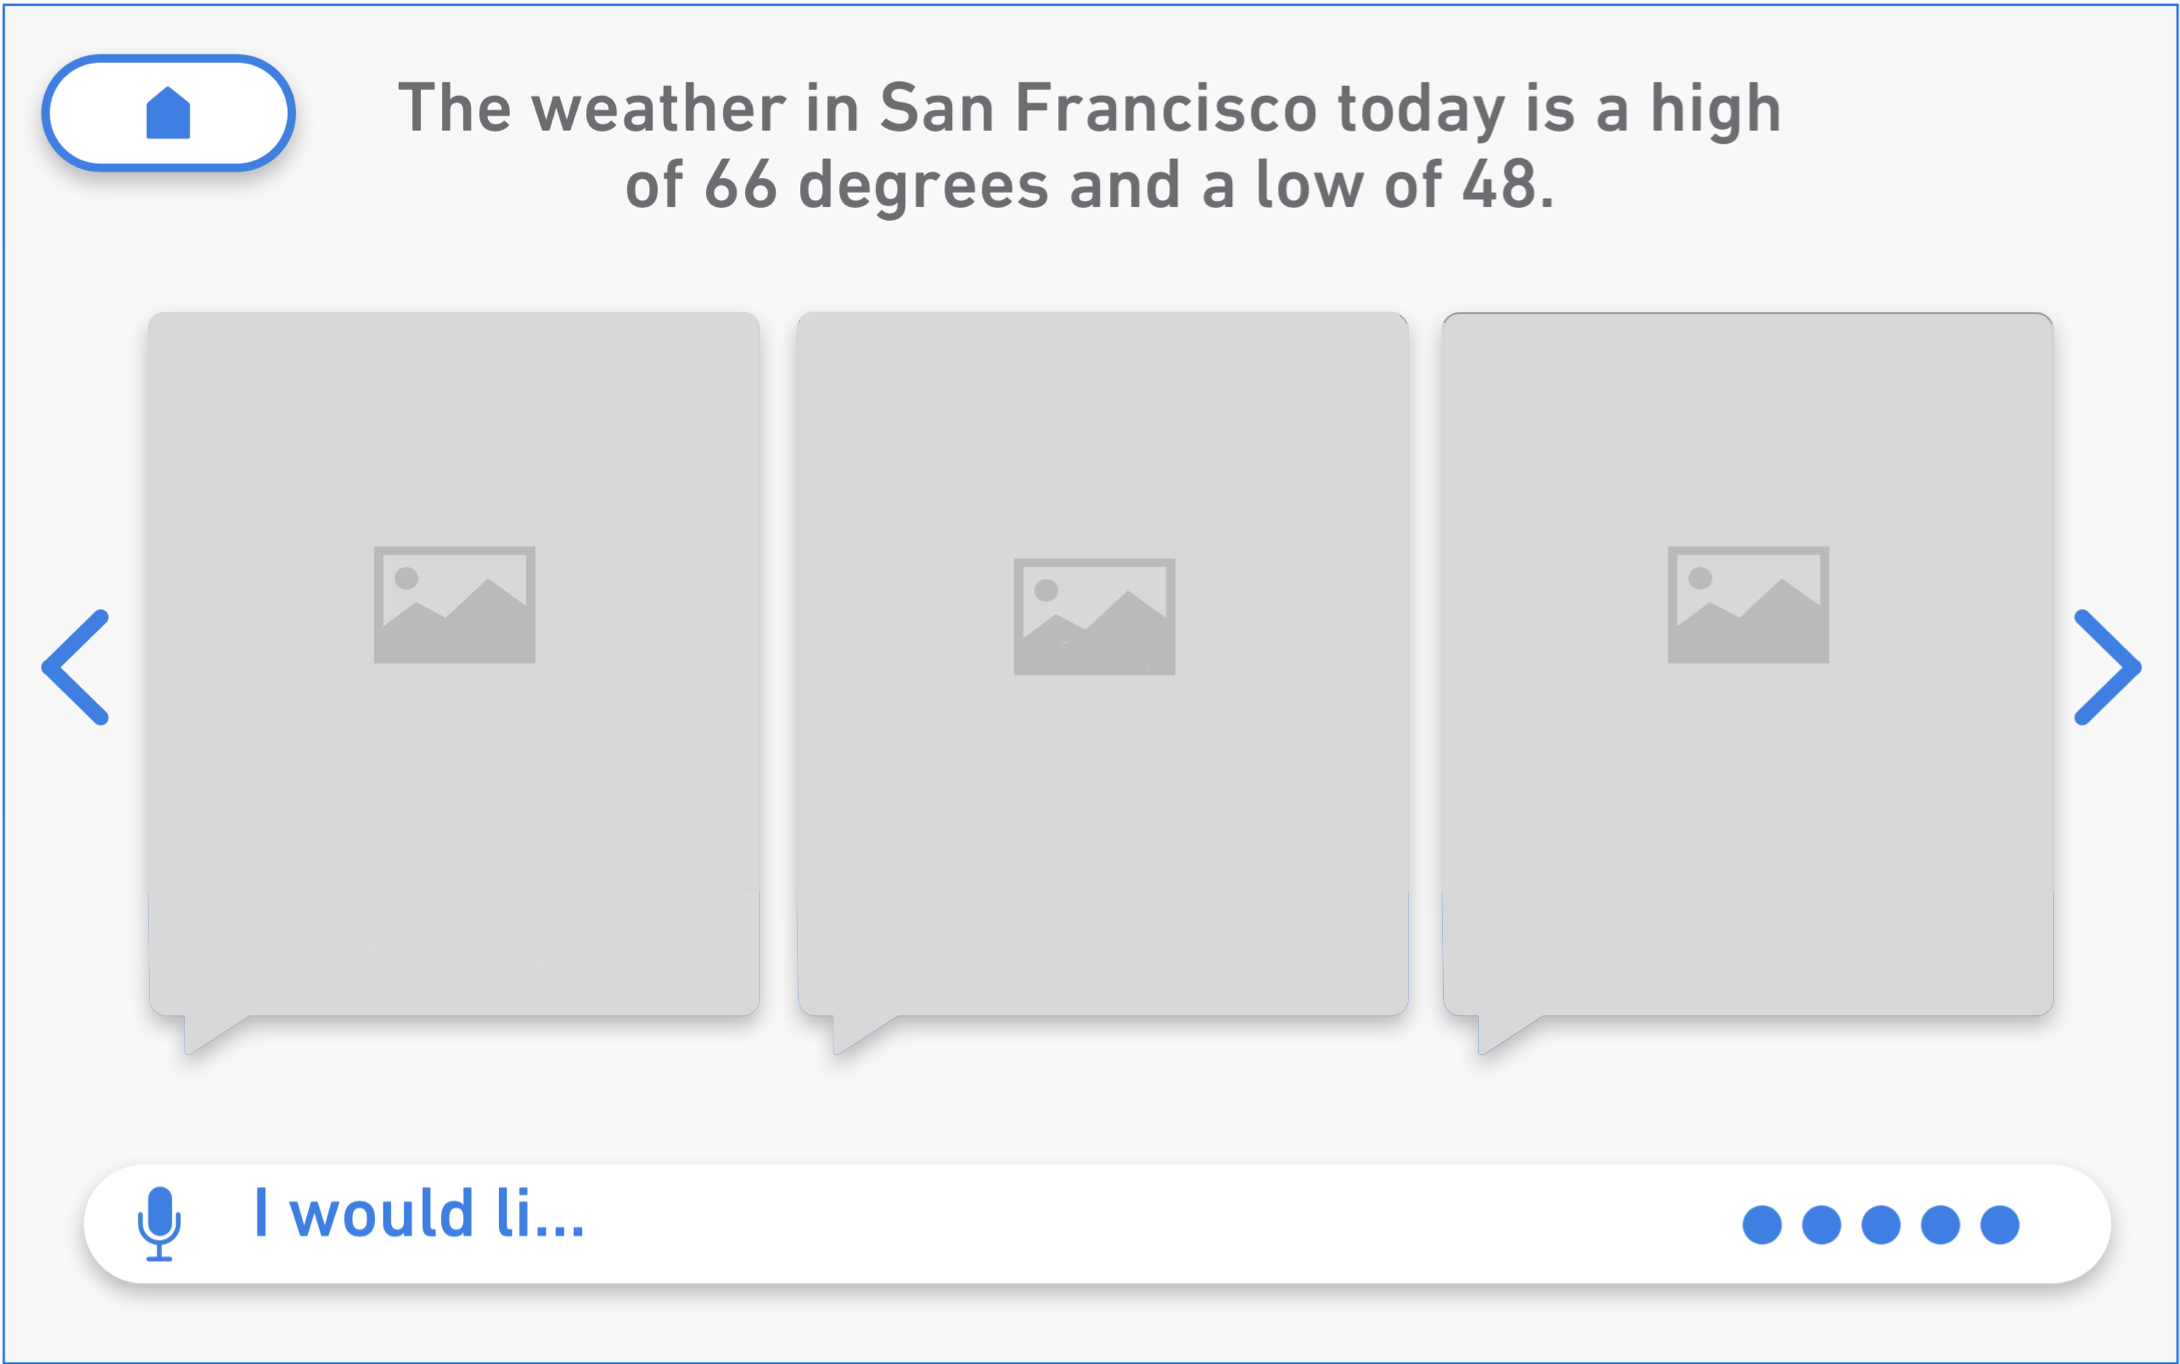 The weather in San Francisco today is a high
of 66 degrees and a low of 48.
I would li...